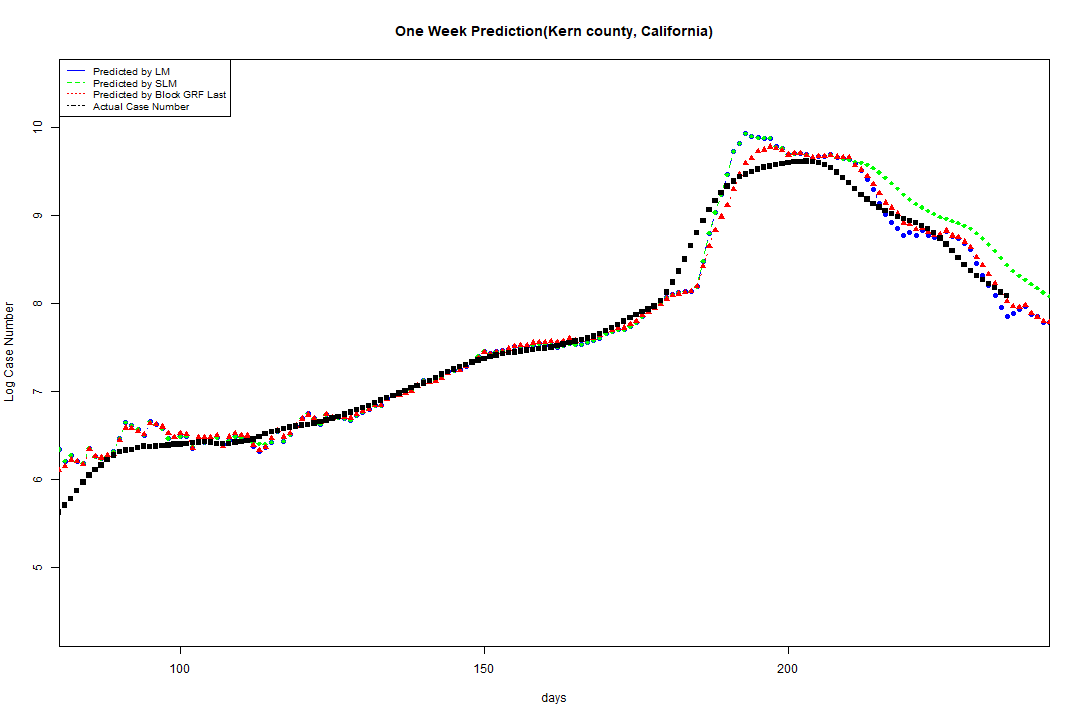 One Week Prediction(Kern county, California)
Predicted by LM
Predicted by SLM
Predicted by Block GRF Last
Actual Case Number
10
9
8
7
6
5
Log Case Number
100 150 200
days